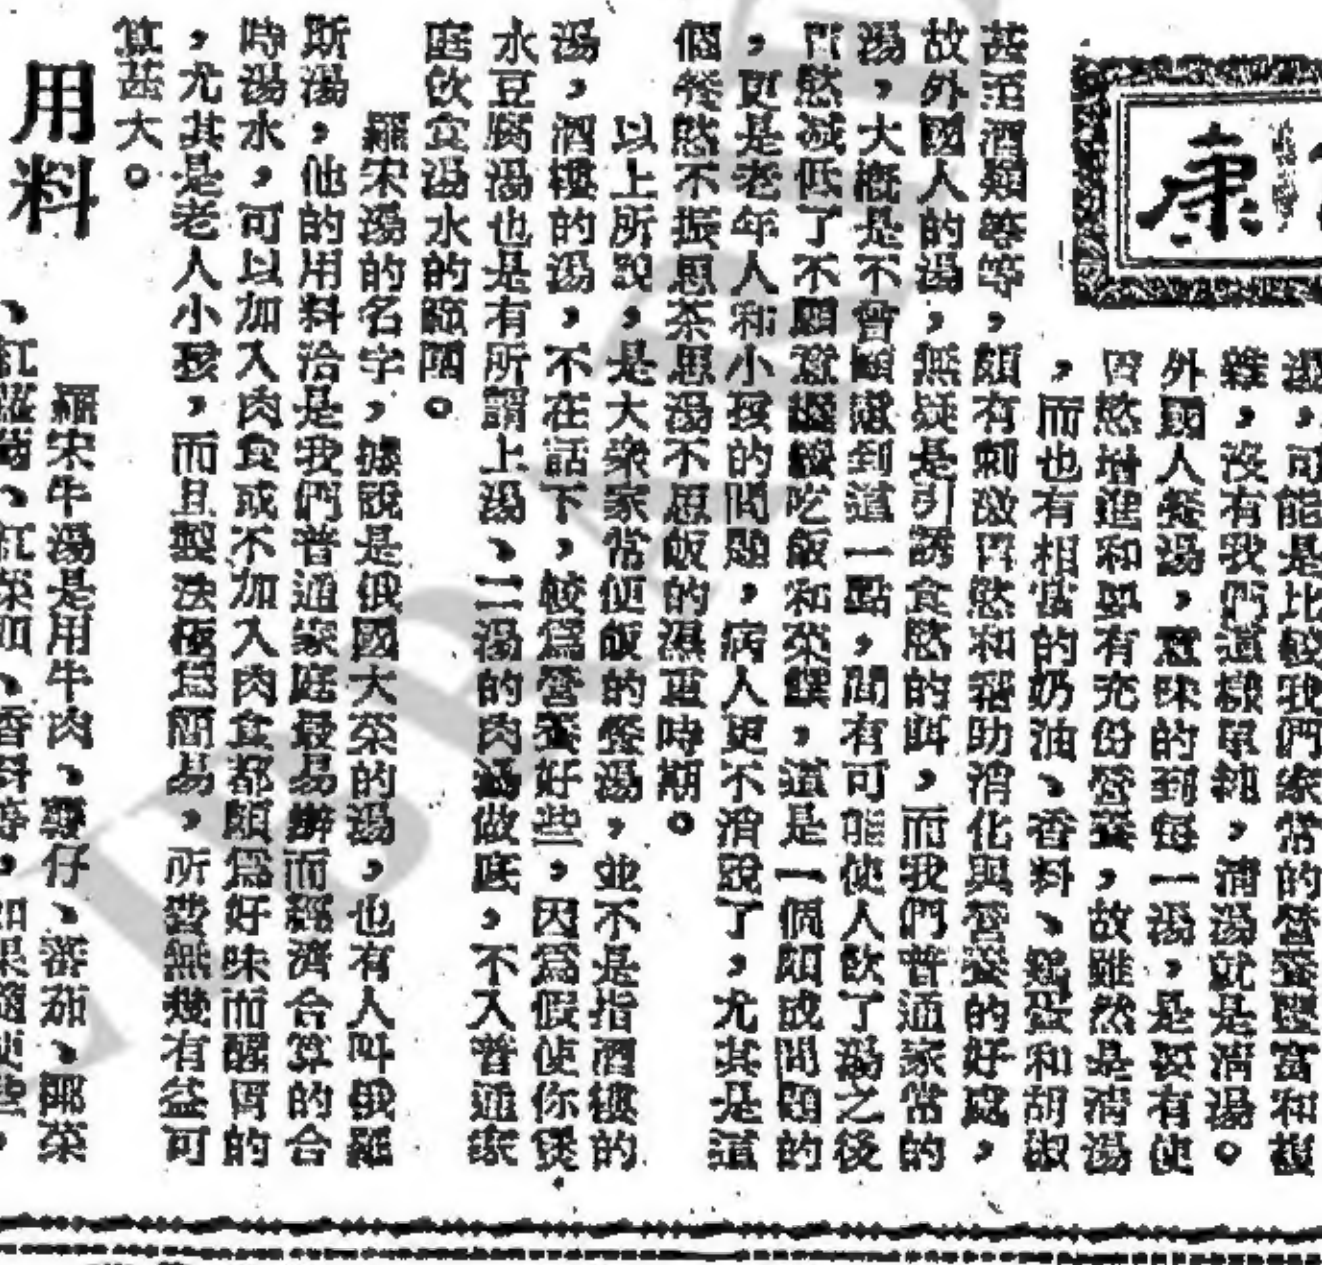 康
湯,可能是比較我們家常的營養豐富和複
雜,沒有我們這樣單純,清湯就是清湯。
外國人餐湯,意味的到每一湯,是要有使
胃慾增進和要有充份營養,故雖然是清湯
,而也有相當的奶油、香料、雞蛋和胡椒
甚至酒類等等,頗有刺激胃慾和帮助消化與營養的好處,
故外國人的湯,無疑是引誘食慾的餌,而我們普通家常的
湯,大概是不曾顧慮到這一點,間有可能使人飲了湯之後
胃慾減低了不願意繼續吃飯和菜饌,這是一個頗成問題的
,更是老年人和小孩的問題,病人更不消說了,尤其是這
個餐慾不振思茶思湯不思飯的濕重時期。
以上所說,是大衆家常便飯的餐湯,並不是指酒樓的
湯,酒樓的湯,不在話下,較為營養好些,因為假使你煲
水豆腐湯也是有所謂上湯、二湯的肉湯做底,不入普通家
庭飲食湯水的範圍。
羅宋湯的名字,據說是俄國大菜的湯,也有人叫俄羅
斯湯,他的用料洽是我們普通家庭最易辦而經濟合算的合
時湯水,可以加入肉食或不加入肉食都頗為好味而醒胃的
,尤其是老人小孩,而且製法極為簡易,所費無幾有益可
算甚大。
用料
羅宋牛湯是用牛肉、薯仔、蕃茄、椰菜
、紅蘿蔔、紅菜頭、香料等,如果隨便些,